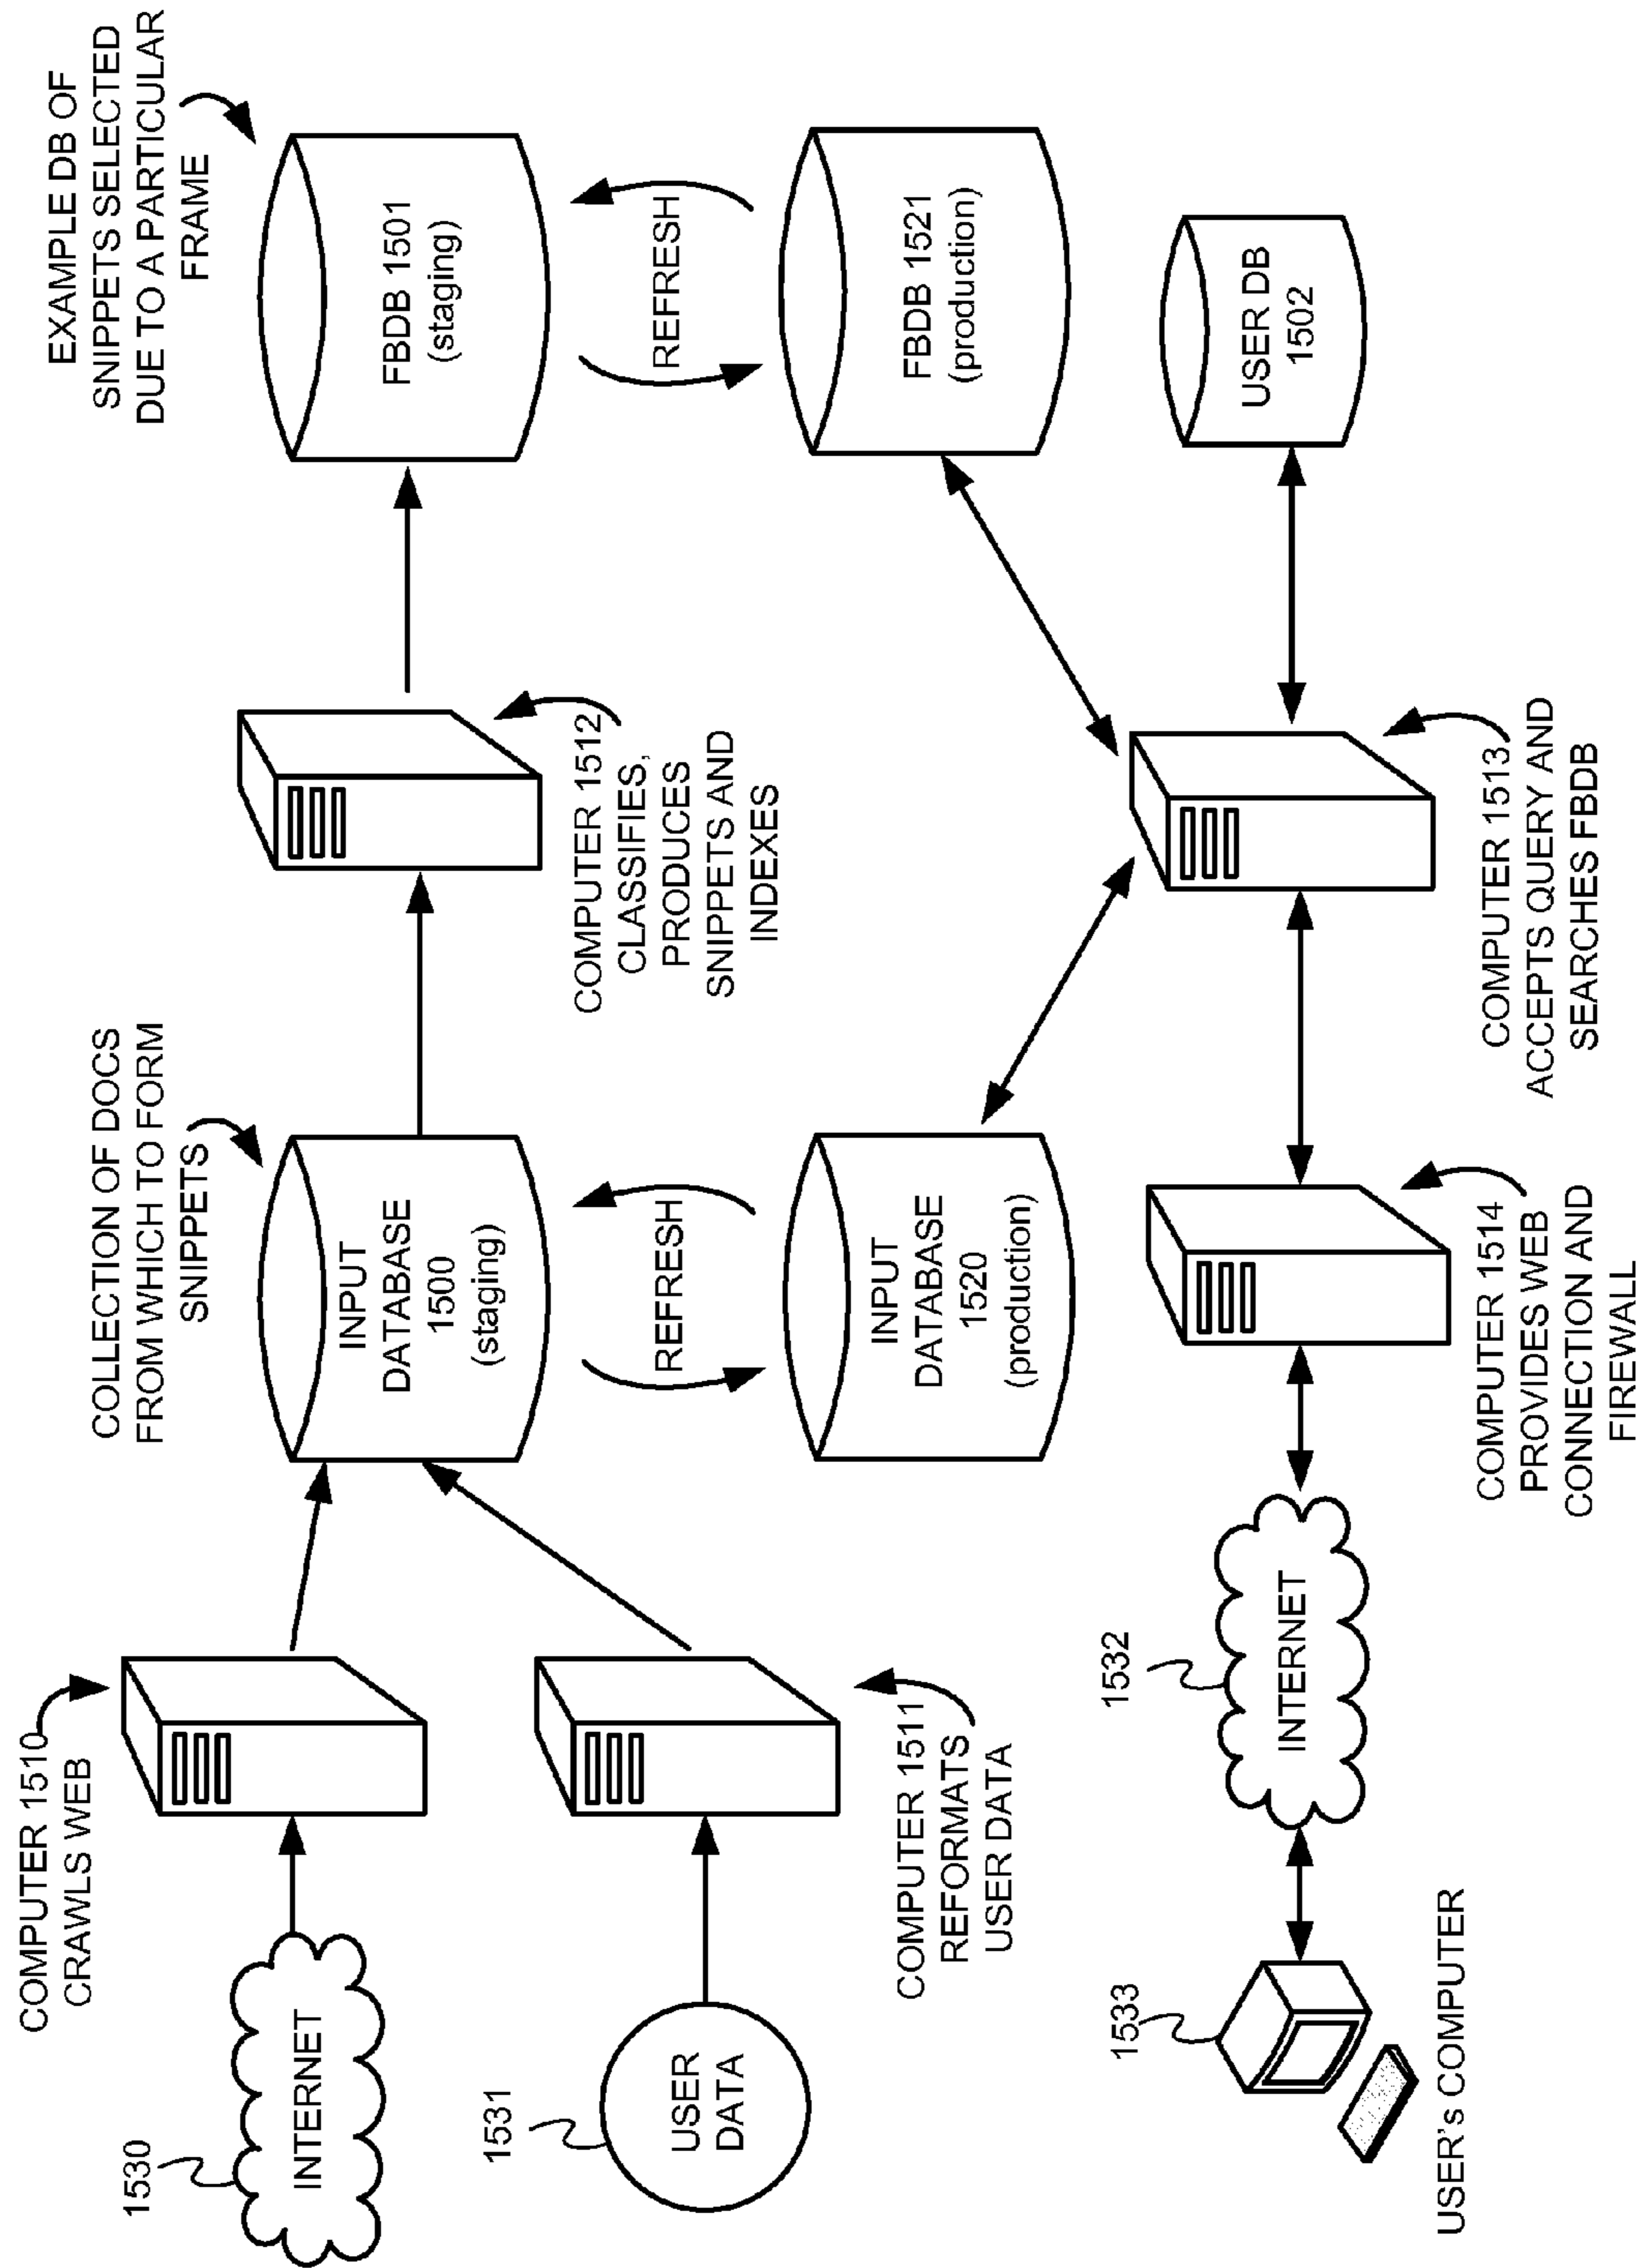 COMPUTER 1510
CRAWLS WEB
1530
INTERNET
COLLECTION OF DOCS
FROM WHICH TO FORM
SNIPPETS
INPUT
DATABASE
1500
(staging)
EXAMPLE DB OF
SNIPPETS SELECTED
DUE TO A PARTICULAR
FRAME
FBDB 1501
(staging)
1531
USER
DATA
COMPUTER 1511
REFORMATS
USER DATA
REFRESH
COMPUTER 1512
CLASSIFIES,
PRODUCES
SNIPPETS AND
INDEXES
REFRESH
INPUT
DATABASE
1520
(production)
FBDB 1521
(production)
1533
USER's COMPUTER
1532
INTERNET
COMPUTER 1514
PROVIDES WEB
CONNECTION AND
FIREWALL
COMPUTER 1513
ACCEPTS QUERY AND
SEARCHES FBDB
USER DB
1502